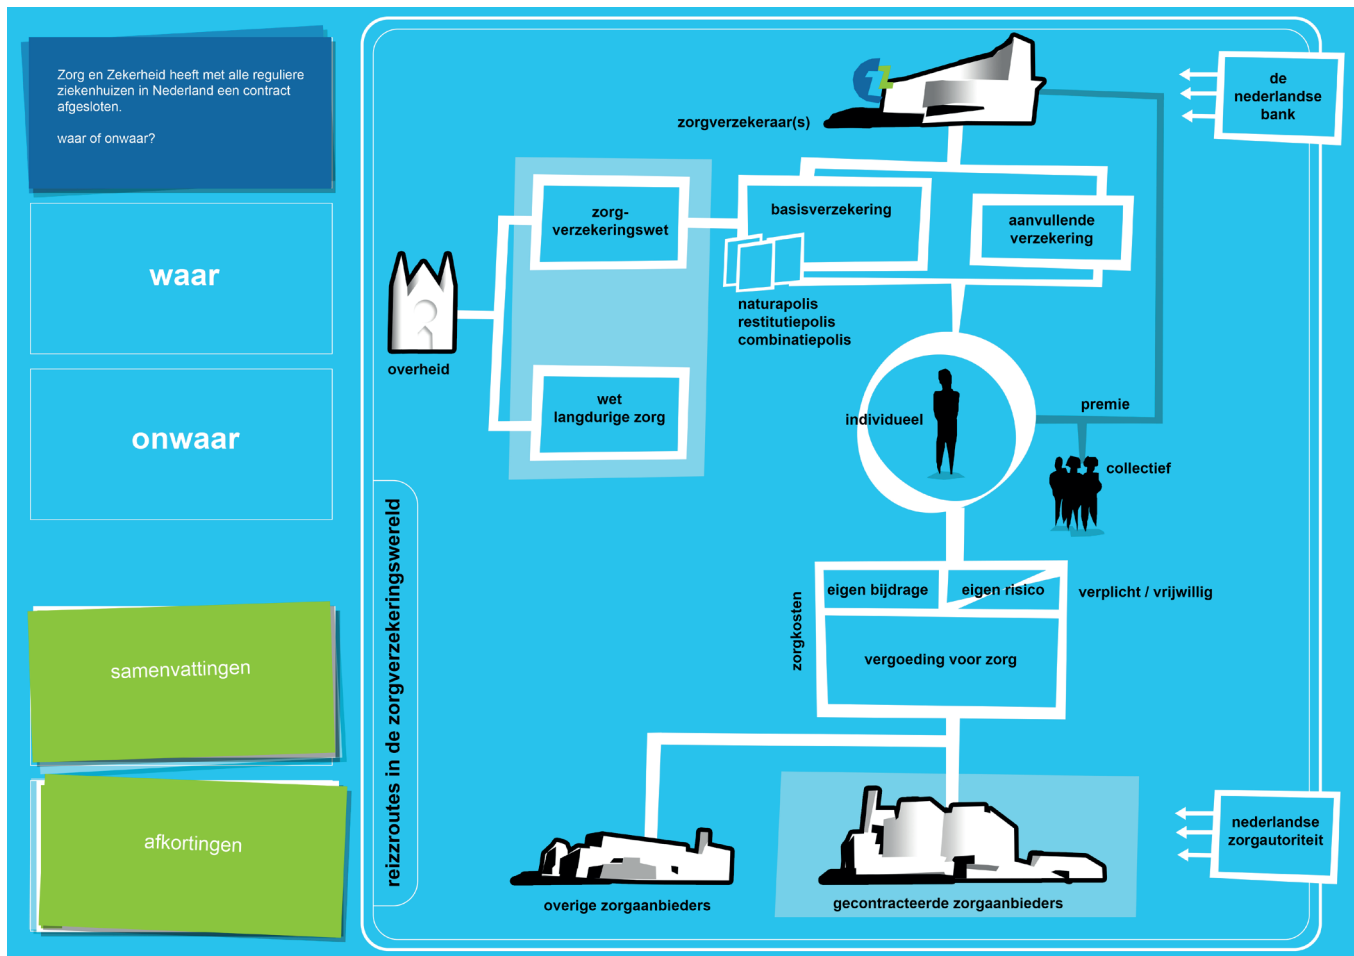 Zorg en Zekerheid heeft met alle reguliere
ziekenhuizen in Nederland een contract
afgesloten.
waar of onwaar?
waar
onwaar
samenvattingen
afkortingen
reizzroutes in de zorgverzekeringswereld
zorgverzekeraar(s)
de
nederlandse
bank
zorg-
verzekeringswet
basisverzekering
aanvullende
verzekering
naturapolis
restitutiepolis
combinatiepolis
overheid
wet
langdurige zorg
individueel
premie
collectief
eigen bijdrage
eigen risico
verplicht / vrijwillig
zorgkosten
vergoeding voor zorg
nederlandse
zorgautoriteit
overige zorgaanbieders
gecontracteerde zorgaanbieders